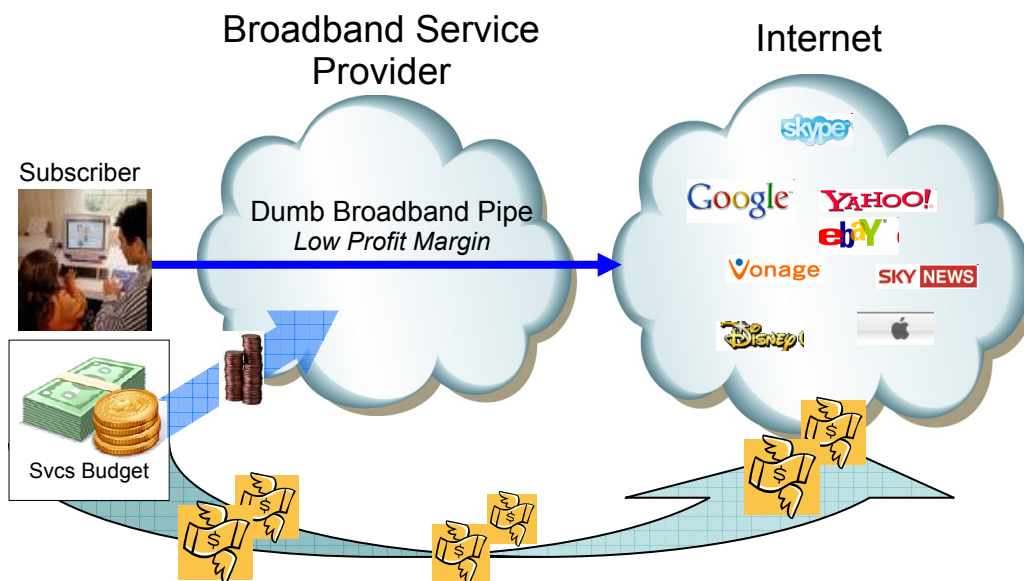 Broadband Service
Provider
Internet
skype
Subscriber
Google™
YAHOO!
Dumb Broadband Pipe
Low Profit Margin
ebaY®
Vonage®
SKY NEWS
Disney
Svcs Budget
$
$
$
$
$
$